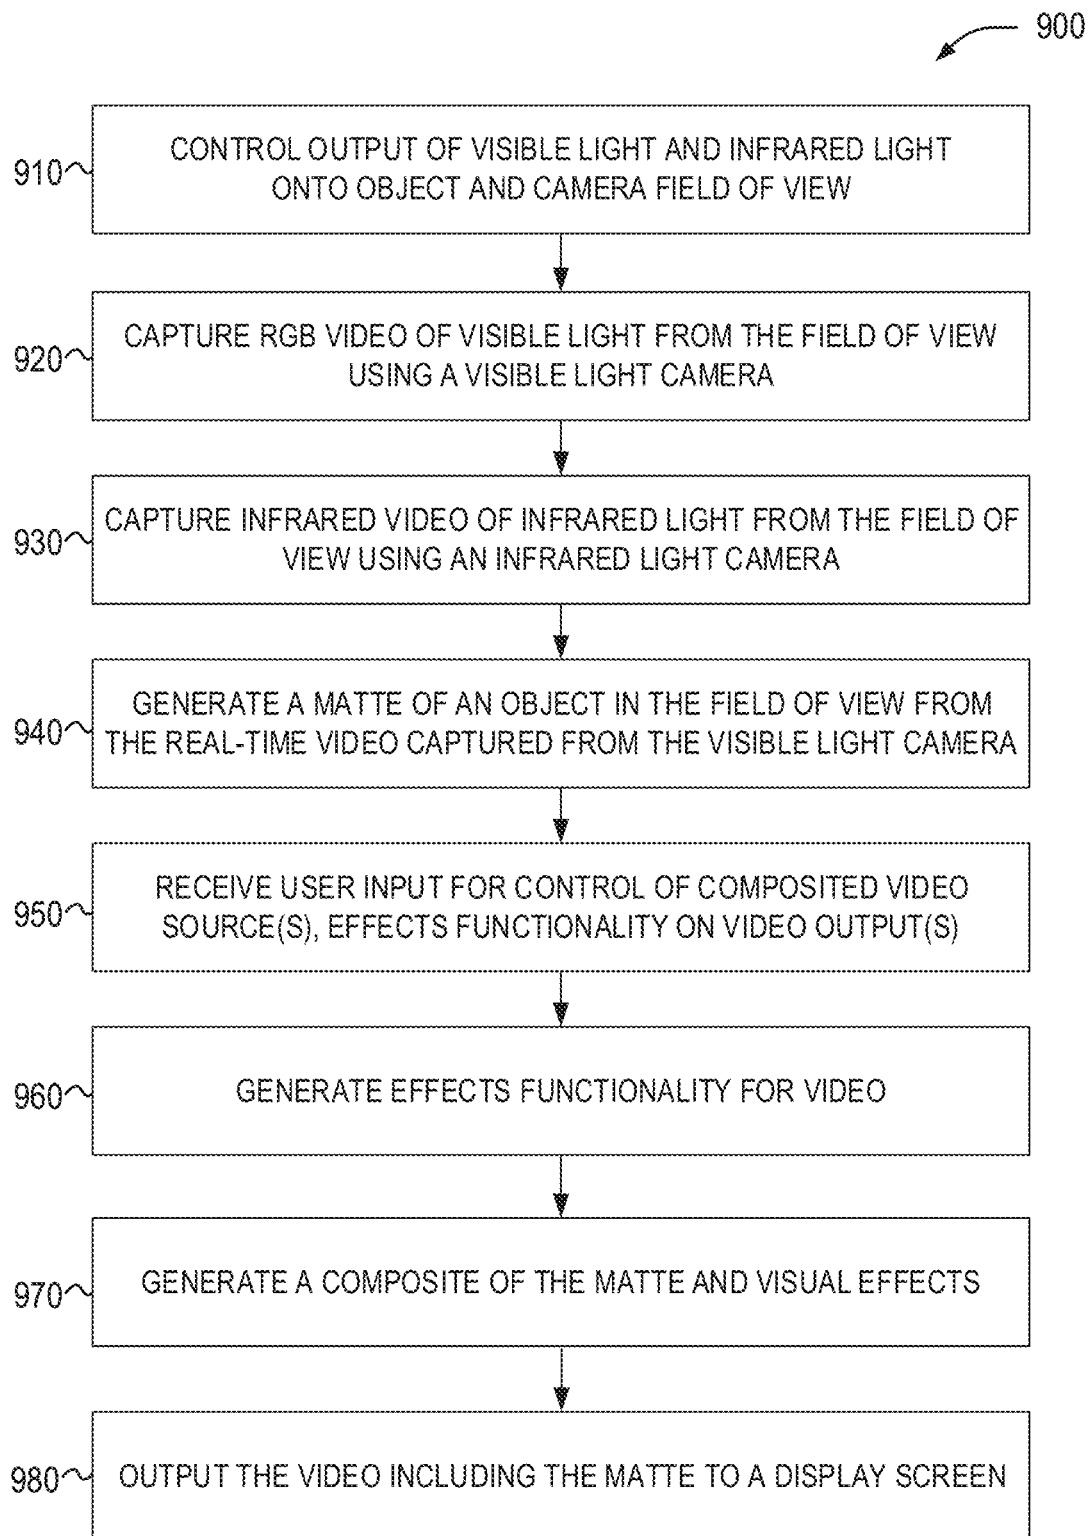 900
910
CONTROL OUTPUT OF VISIBLE LIGHT AND INFRARED LIGHT
ONTO OBJECT AND CAMERA FIELD OF VIEW
920
CAPTURE RGB VIDEO OF VISIBLE LIGHT FROM THE FIELD OF VIEW
USING A VISIBLE LIGHT CAMERA
930
CAPTURE INFRARED VIDEO OF INFRARED LIGHT FROM THE FIELD OF
VIEW USING AN INFRARED LIGHT CAMERA
940
GENERATE A MATTE OF AN OBJECT IN THE FIELD OF VIEW FROM
THE REAL-TIME VIDEO CAPTURED FROM THE VISIBLE LIGHT CAMERA
950
RECEIVE USER INPUT FOR CONTROL OF COMPOSITED VIDEO
SOURCE(S), EFFECTS FUNCTIONALITY ON VIDEO OUTPUT(S)
960
GENERATE EFFECTS FUNCTIONALITY FOR VIDEO
970
GENERATE A COMPOSITE OF THE MATTE AND VISUAL EFFECTS
980
OUTPUT THE VIDEO INCLUDING THE MATTE TO A DISPLAY SCREEN